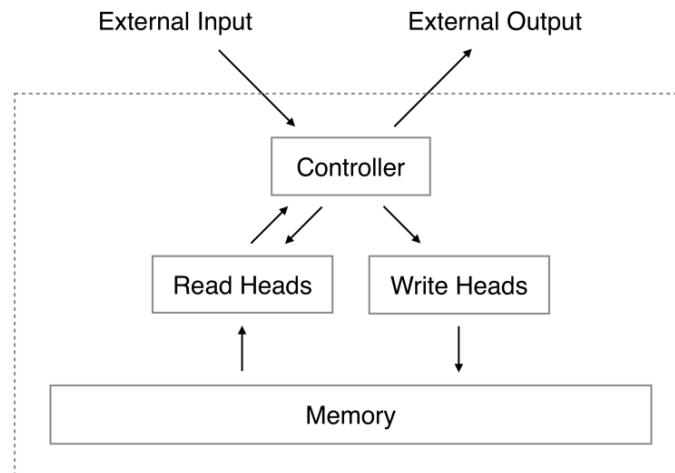 External Input
External Output
Controller
Read Heads
Write Heads
Memory